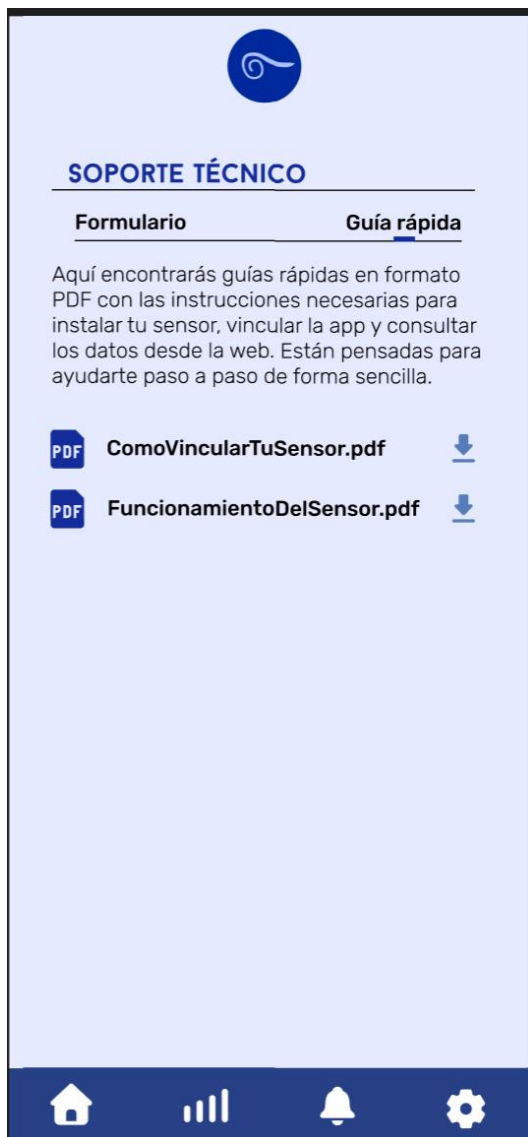 SOPORTE TÉCNICO
Formulario
Guía rápida
Aquí encontrarás guías rápidas en formato
PDF con las instrucciones necesarias para
instalar tu sensor, vincular la app y consultar
los datos desde la web. Están pensadas para
ayudarte paso a paso de forma sencilla.
PDF ComoVincularTuSensor.pdf
PDF FuncionamientoDelSensor.pdf